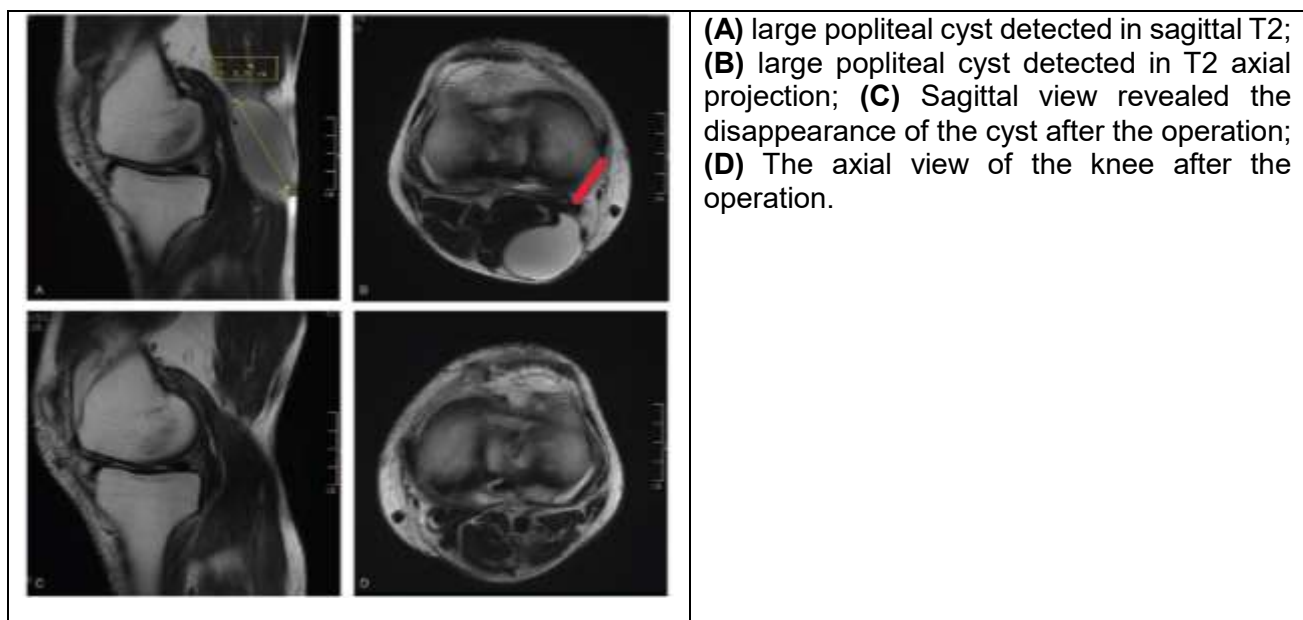 (A) large popliteal cyst detected in sagittal T2;
(B) large popliteal cyst detected in T2 axial
projection; (C) Sagittal view revealed the
disappearance of the cyst after the operation;
(D) The axial view of the knee after the
operation.
A
B
C
D